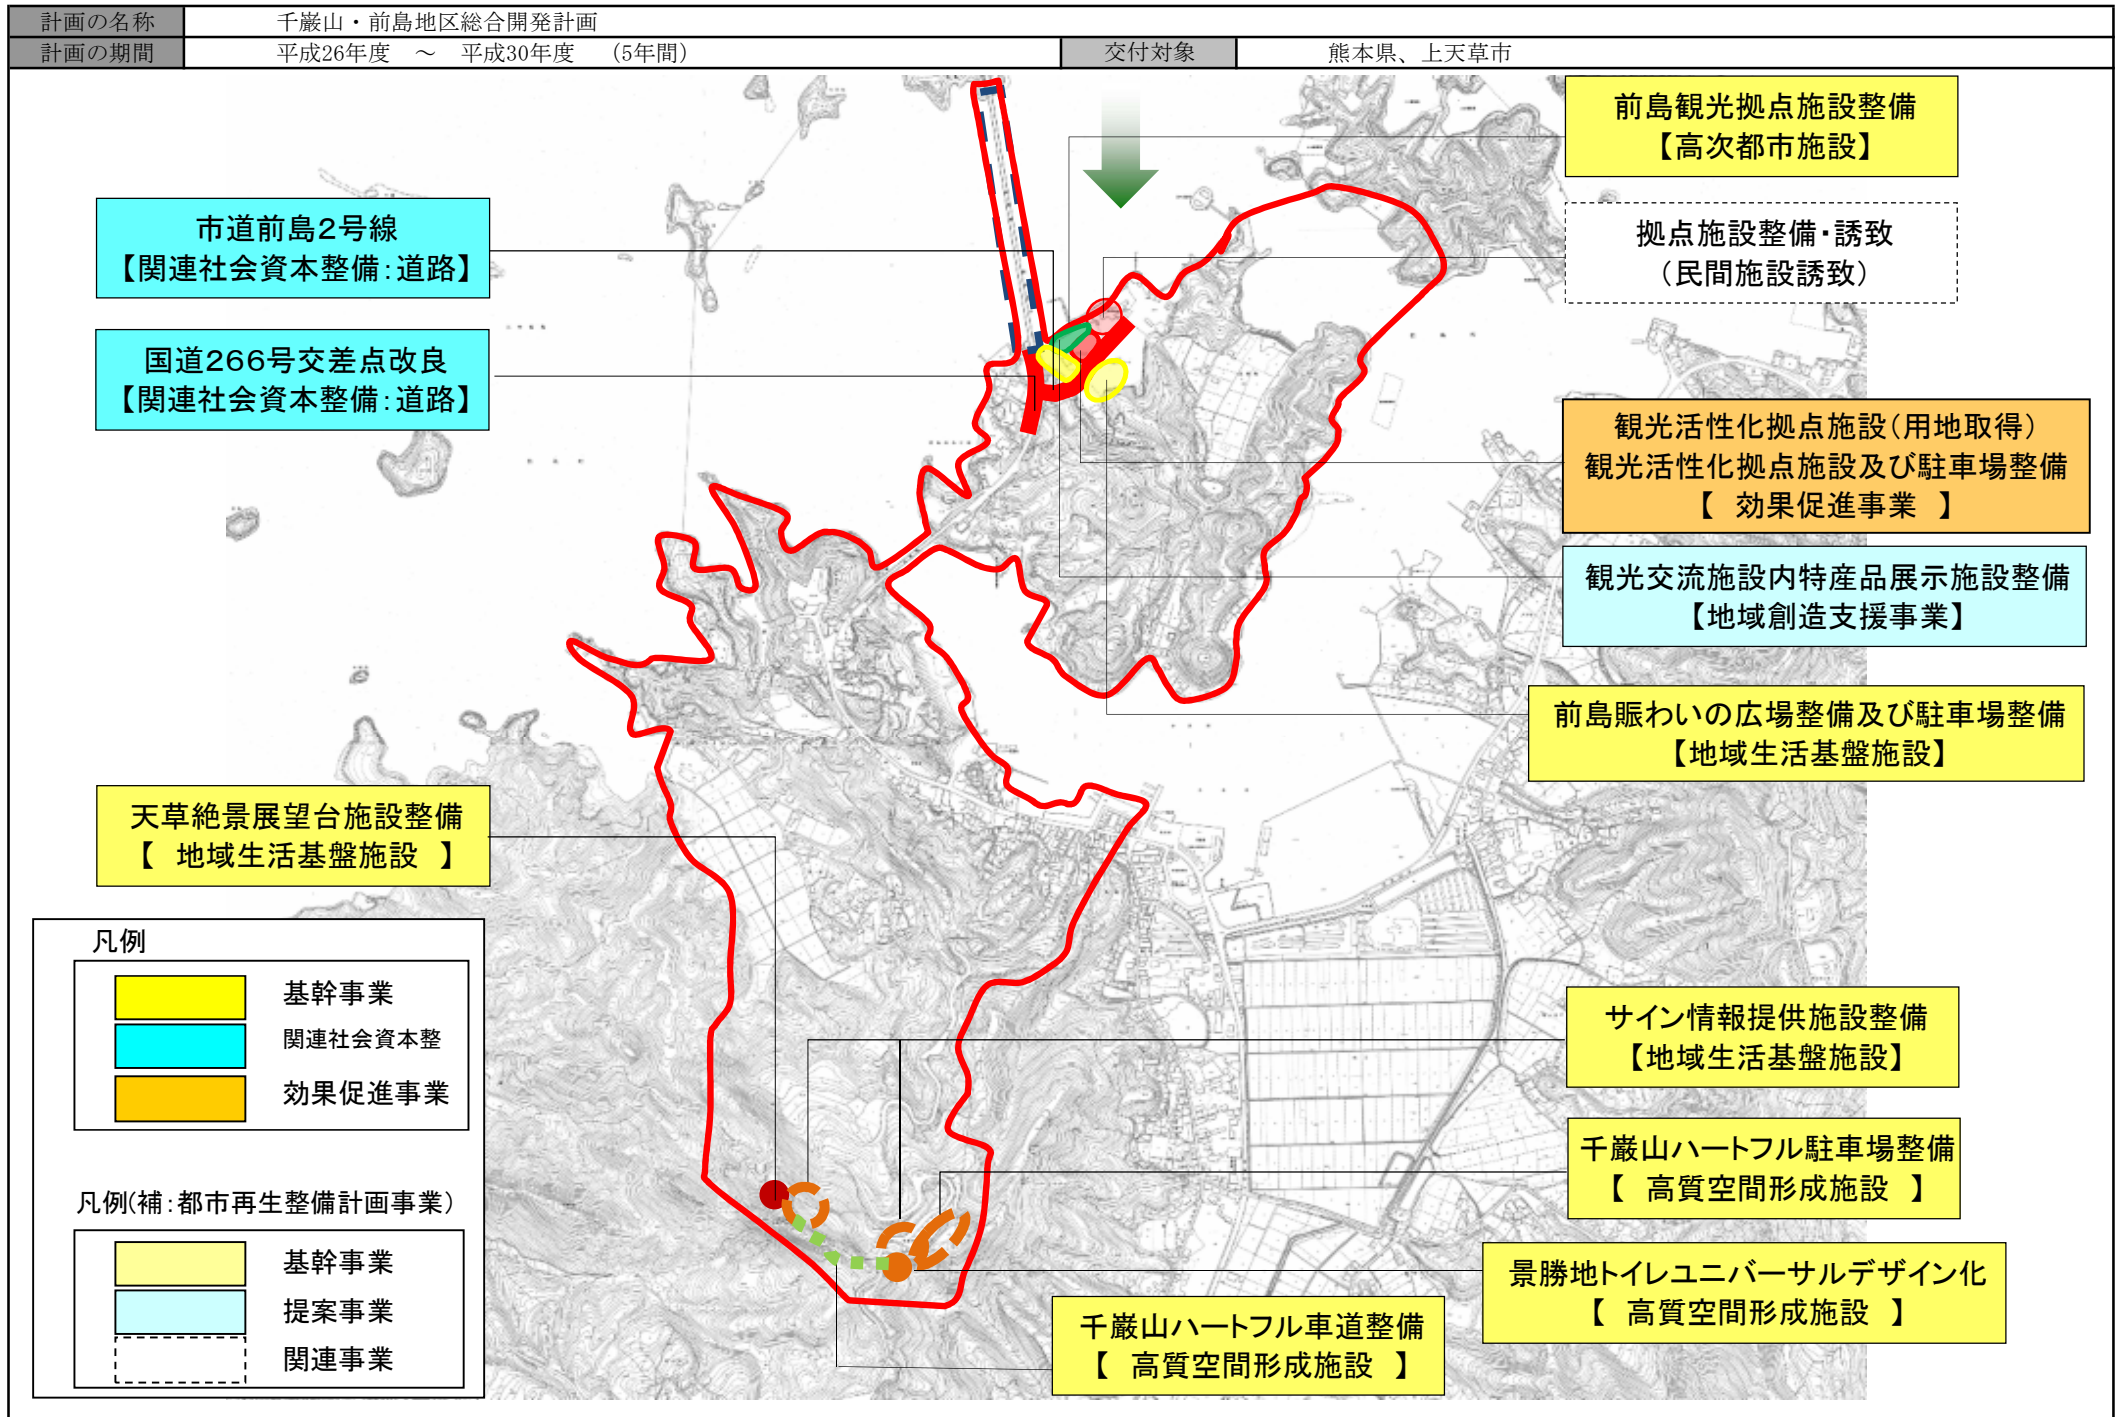 計画の名称 千巌山・前島地区総合開発計画
計画の期間 平成26年度 ～ 平成30年度 （5年間） 交付対象 熊本県、上天草市
前島観光拠点施設整備
【高次都市施設】
市道前島2号線
【関連社会資本整備：道路】
拠点施設整備・誘致
（民間施設誘致）
国道266号交差点改良
【関連社会資本整備：道路】
観光活性化拠点施設（用地取得）
観光活性化拠点施設及び駐車場整備
【 効果促進事業 】
観光交流施設内特産品展示施設整備
【地域創造支援事業】
前島賑わいの広場整備及び駐車場整備
【地域生活基盤施設】
天草絶景展望台施設整備
【 地域生活基盤施設 】
サイン情報提供施設整備
【地域生活基盤施設】
千巌山ハートフル駐車場整備
【 高質空間形成施設 】
景勝地トイレユニバーサルデザイン化
【 高質空間形成施設 】
千巌山ハートフル車道整備
【 高質空間形成施設 】
凡例
基幹事業
関連社会資本整
効果促進事業
凡例（補：都市再生整備計画事業）
基幹事業
提案事業
関連事業